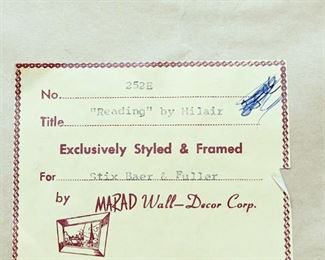 No. 252E
Title "Reading" by Hilair
Exclusively Styled & Framed
For Stix Baer & Fuller
by MARAD Wall-Decor Corp.